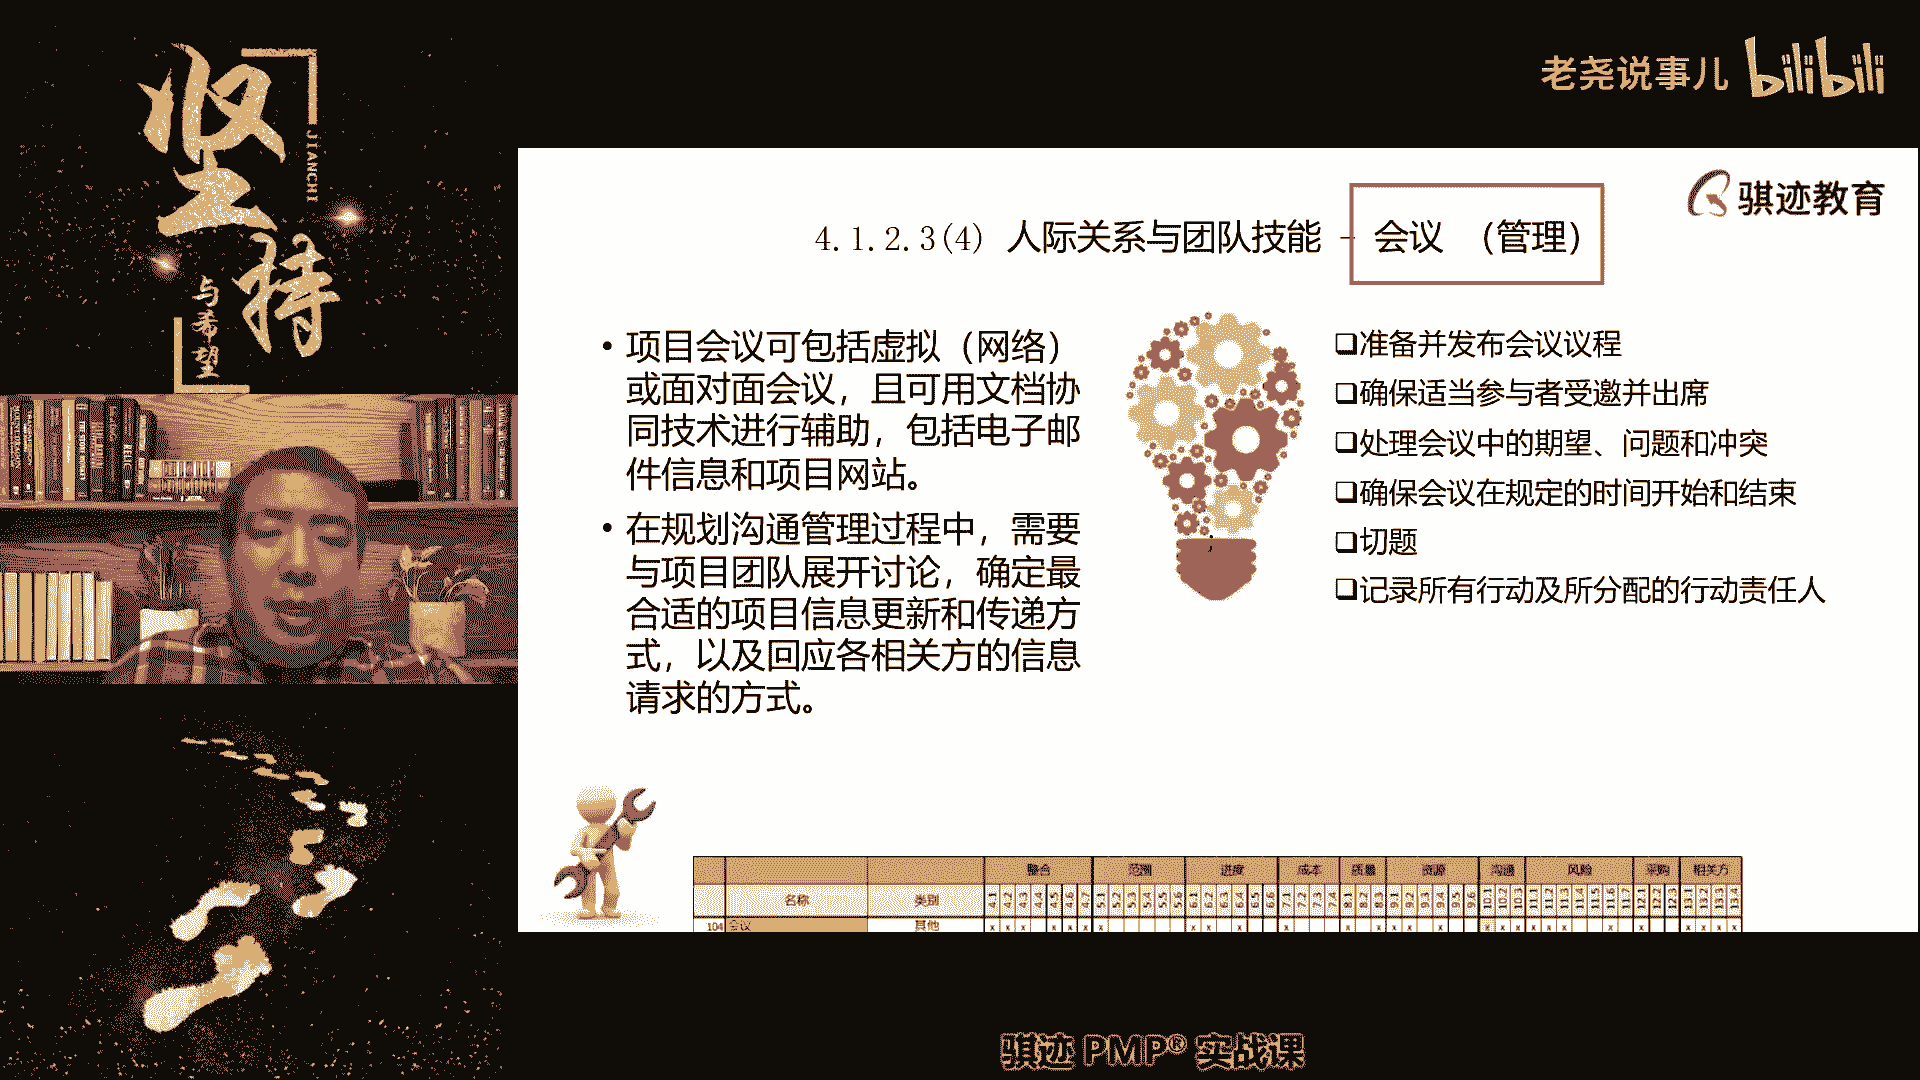 坚持
JIANCHI
与希望
老尧说事儿 bilibili
骐迹教育
4.1.2.3(4) 人际关系与团队技能 - 会议 （管理）
• 项目会议可包括虚拟（网络）
或面对面会议，且可用文档协
同技术进行辅助，包括电子邮
件信息和项目网站。
• 在规划沟通管理过程中，需要
与项目团队展开讨论，确定最
合适的项目信息更新和传递方
式，以及回应各相关方的信息
请求的方式。
❑准备并发布会议议程
❑确保适当参与者受邀并出席
❑处理会议中的期望、问题和冲突
❑确保会议在规定的时间开始和结束
❑切题
❑记录所有行动及所分配的行动责任人
整合 范围 进度 成本 质量 资源 沟通 风险 采购 相关方
名称 类别
104 会议 其他
骐迹 PMP® 实战课